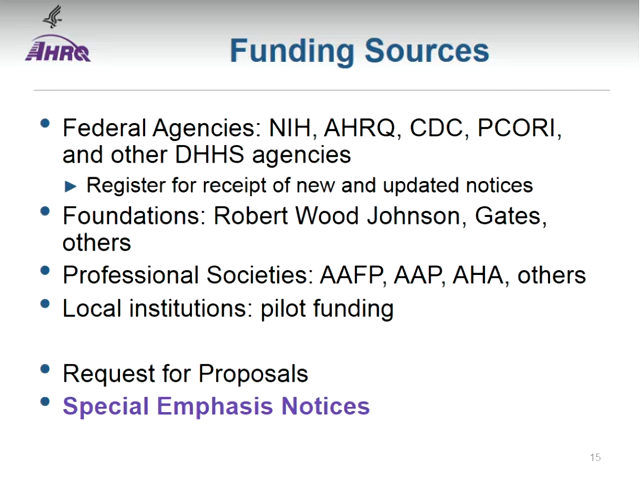 AHRQ
Funding Sources
• Federal Agencies: NIH, AHRQ, CDC, PCORI,
and other DHHS agencies
► Register for receipt of new and updated notices
• Foundations: Robert Wood Johnson, Gates,
others
• Professional Societies: AAFP, AAP, AHA, others
• Local institutions: pilot funding
• Request for Proposals
• Special Emphasis Notices
15